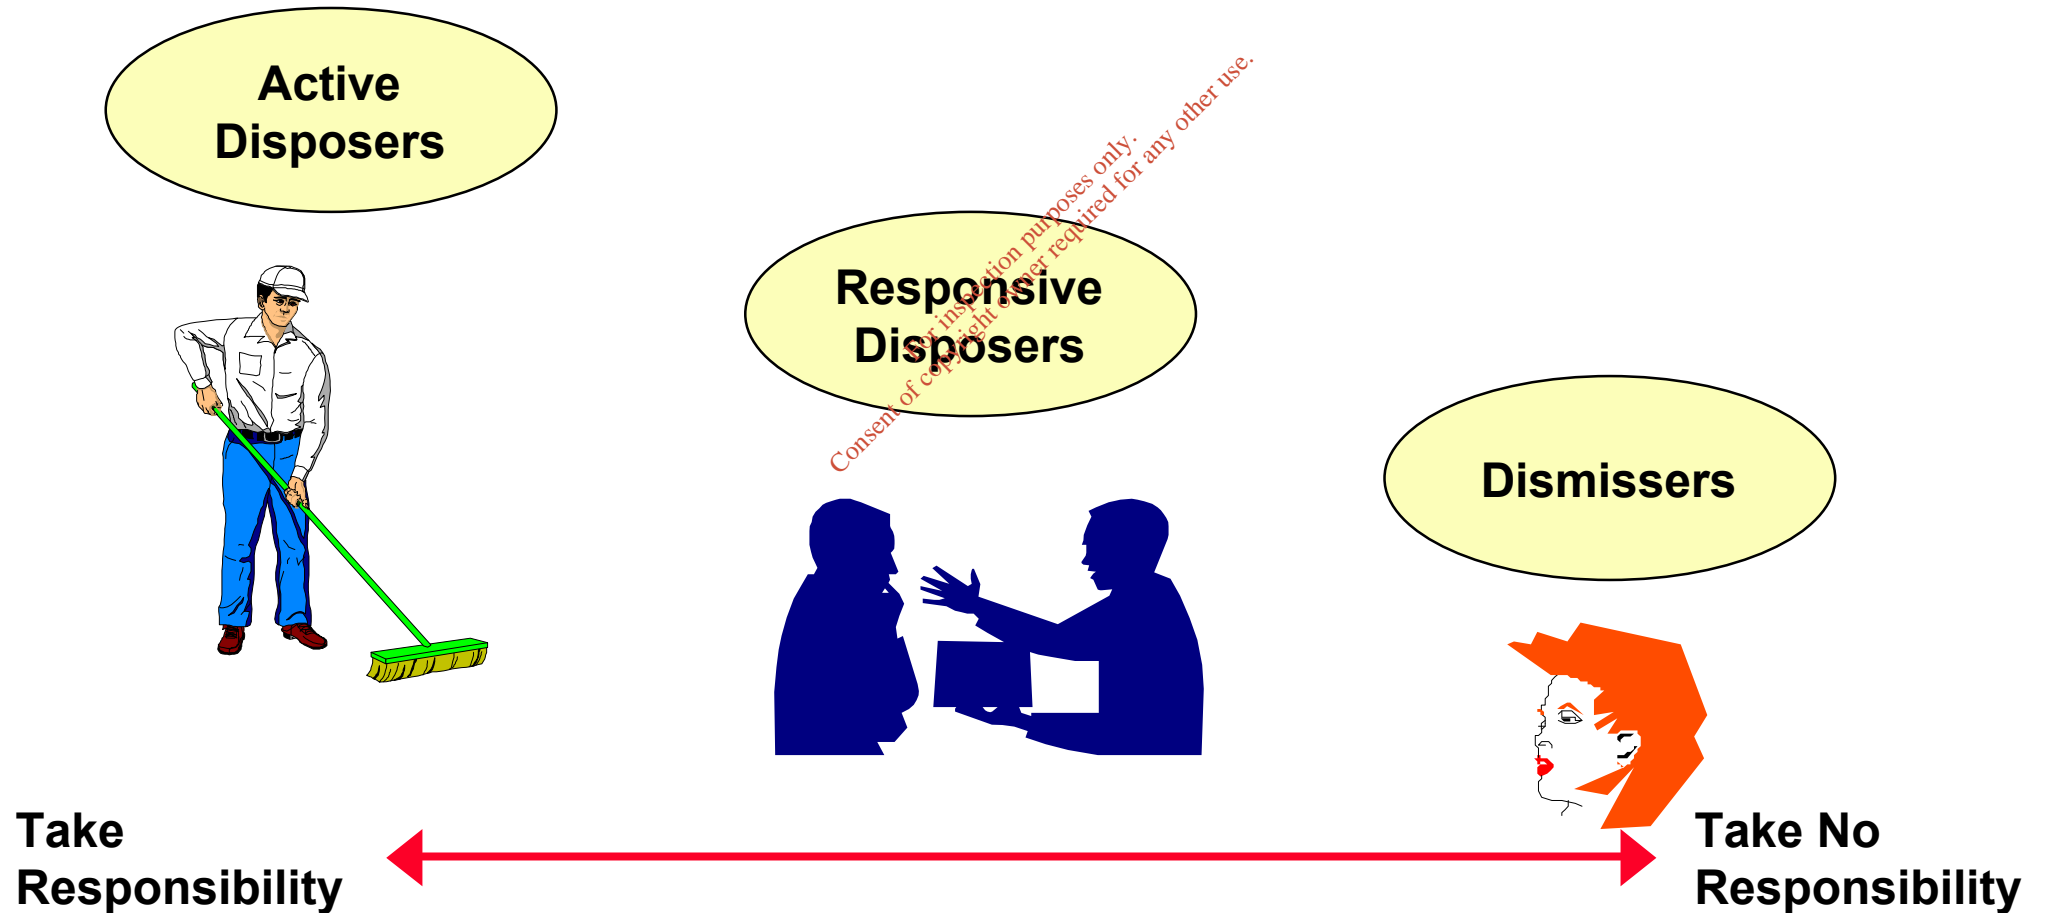 Active
Disposers
For inspection purposes only.
Consent of copyright owner required for any other use.
Responsive
Disposers
Dismissers
Take
Responsibility
Take No
Responsibility